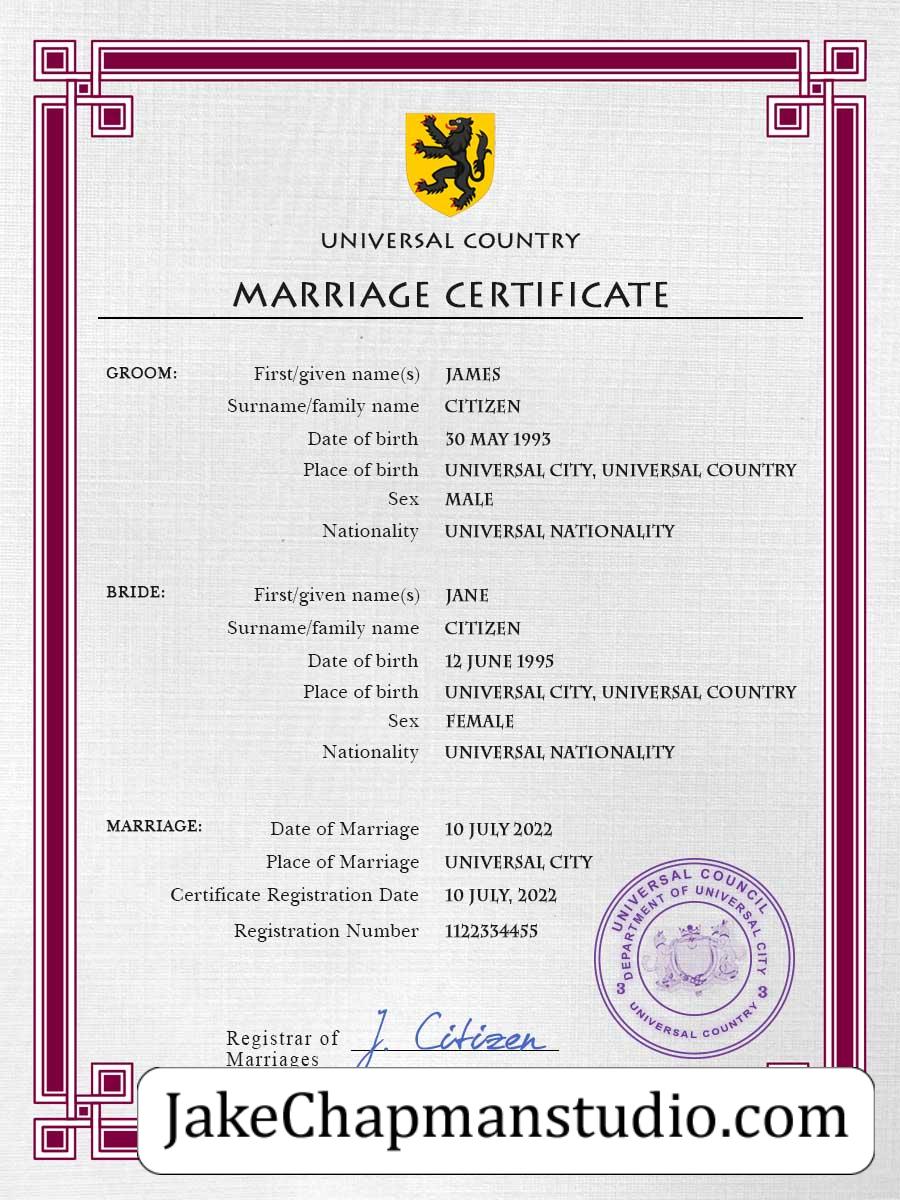 UNIVERSAL COUNTRY
MARRIAGE CERTIFICATE
GROOM: First/given name(s) JAMES
Surname/family name CITIZEN
Date of birth 30 MAY 1993
Place of birth UNIVERSAL CITY, UNIVERSAL COUNTRY
Sex MALE
Nationality UNIVERSAL NATIONALITY
BRIDE: First/given name(s) JANE
Surname/family name CITIZEN
Date of birth 12 JUNE 1995
Place of birth UNIVERSAL CITY, UNIVERSAL COUNTRY
Sex FEMALE
Nationality UNIVERSAL NATIONALITY
MARRIAGE: Date of Marriage 10 JULY 2022
Place of Marriage UNIVERSAL CITY
Certificate Registration Date 10 JULY, 2022
Registration Number 1122334455
UNIVERSAL COUNCIL
DEPARTMENT OF UNIVERSAL CITY
3 3
UNIVERSAL COUNTRY
Registrar of J. Citizen
Marriages
JakeChapmanstudio.com